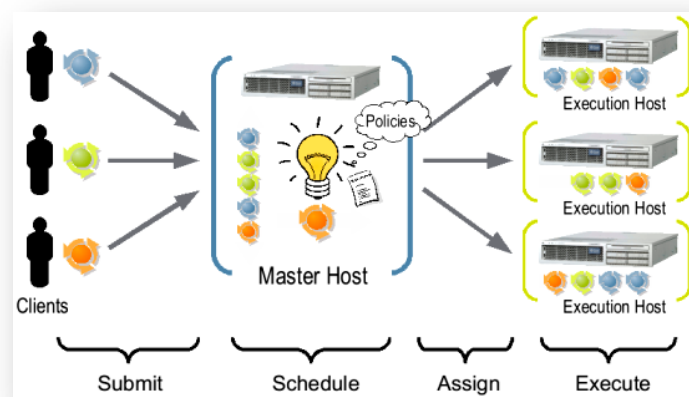 Policies
Execution Host
Execution Host
Master Host
Clients
Execution Host
Submit
Schedule
Assign
Execute